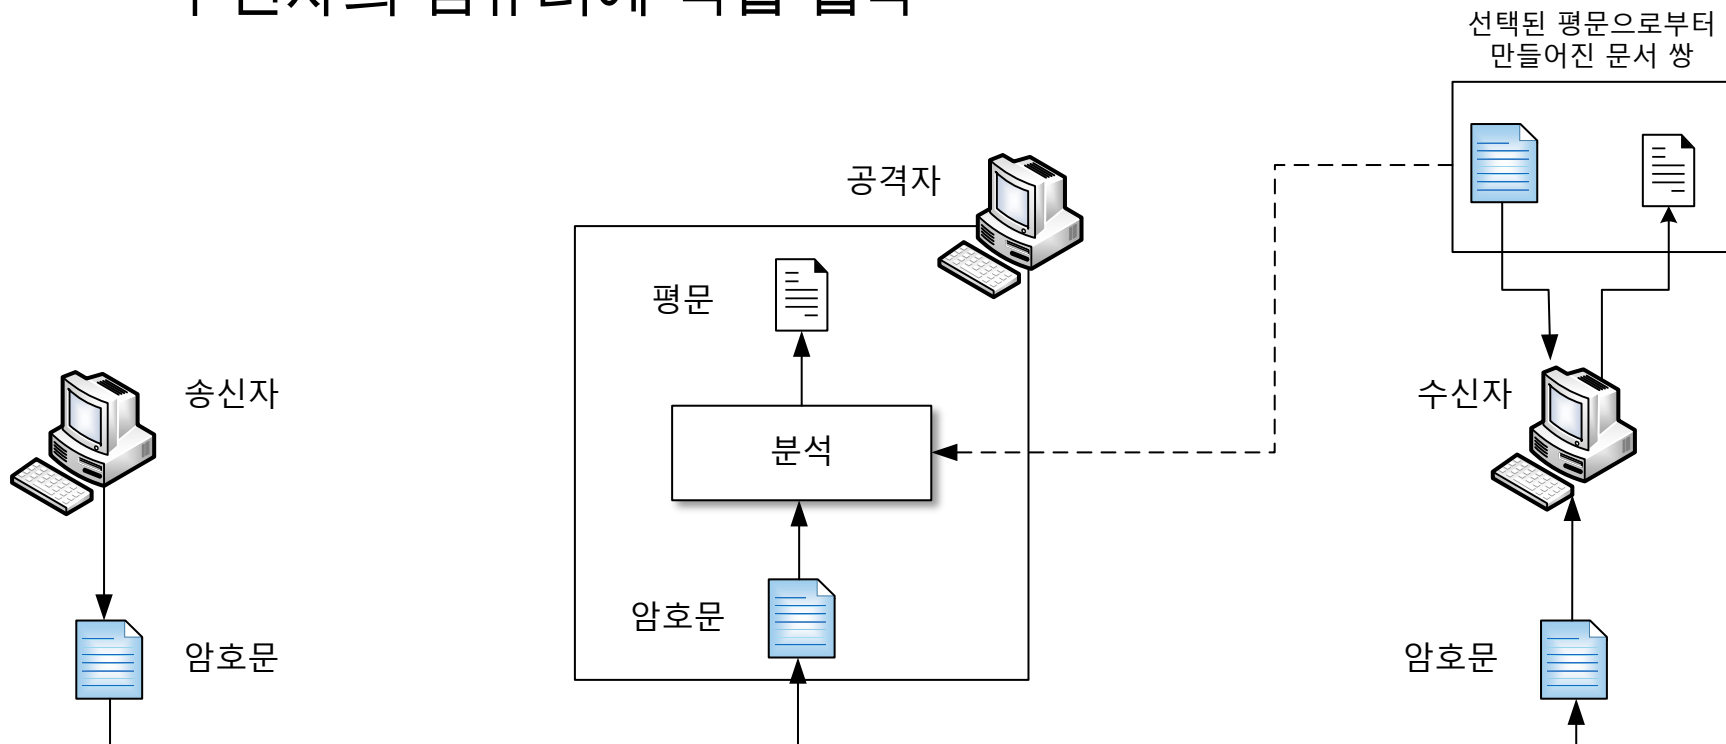 선택된 평문으로부터
만들어진 문서 쌍
공격자
평문
송신자
수신자
분석
암호문
암호문
암호문